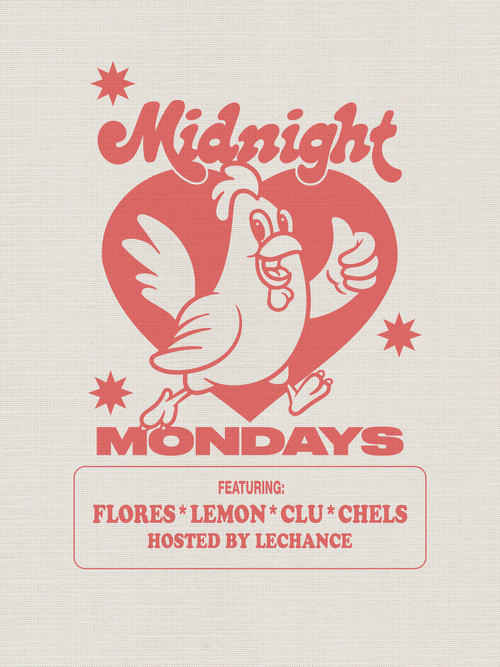 Midnight
MONDAYS
FEATURING:
FLORES * LEMON * CLU * CHELS
HOSTED BY LECHANCE